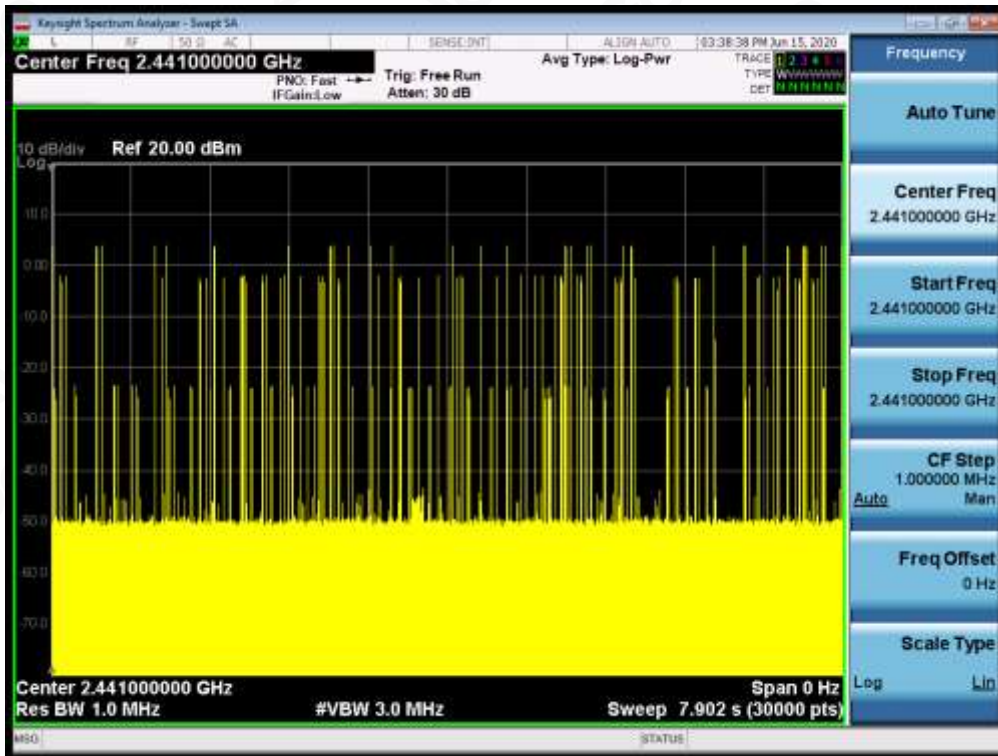 Keysight Spectrum Analyzer - Swept SA
L RF 50 Ω AC SENSE:INT ALIGN AUTO 03:38:38 PM Jun 15, 2020
Center Freq 2.441000000 GHz
PNO: Fast
IFGain:Low
Trig: Free Run
Atten: 30 dB
Avg Type: Log-Pwr
TRACE 1 2 3 4 5
TYPE
DET N N N N N N
10 dB/div Ref 20.00 dBm
Log
10.0
0.00
-10.0
-20.0
-30.0
-40.0
-50.0
-60.0
-70.0
Center 2.441000000 GHz Span 0 Hz
Res BW 1.0 MHz #VBW 3.0 MHz Sweep 7.902 s (30000 pts)
MSG STATUS
Frequency
Auto Tune
Center Freq
2.441000000 GHz
Start Freq
2.441000000 GHz
Stop Freq
2.441000000 GHz
CF Step
1.000000 MHz
Auto Man
Freq Offset
0 Hz
Scale Type
Log Lin